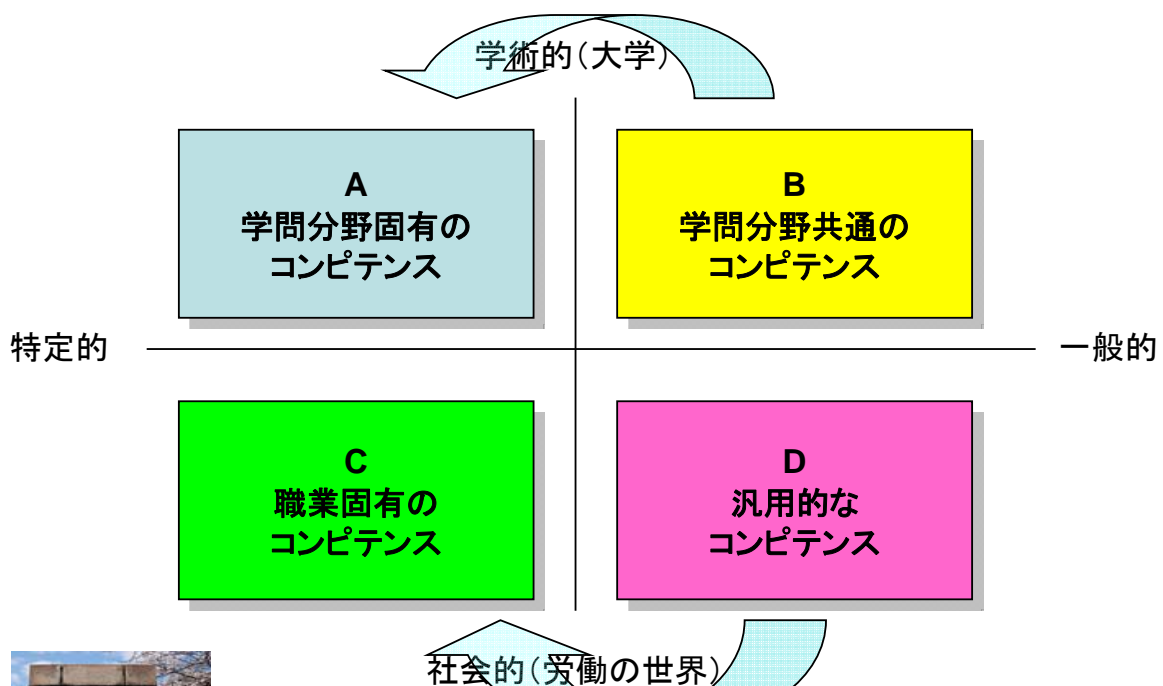 学術的（大学）
A
学問分野固有の
コンピテンス
B
学問分野共通の
コンピテンス
特定的
一般的
C
職業固有の
コンピテンス
D
汎用的な
コンピテンス
社会的（労働の世界）